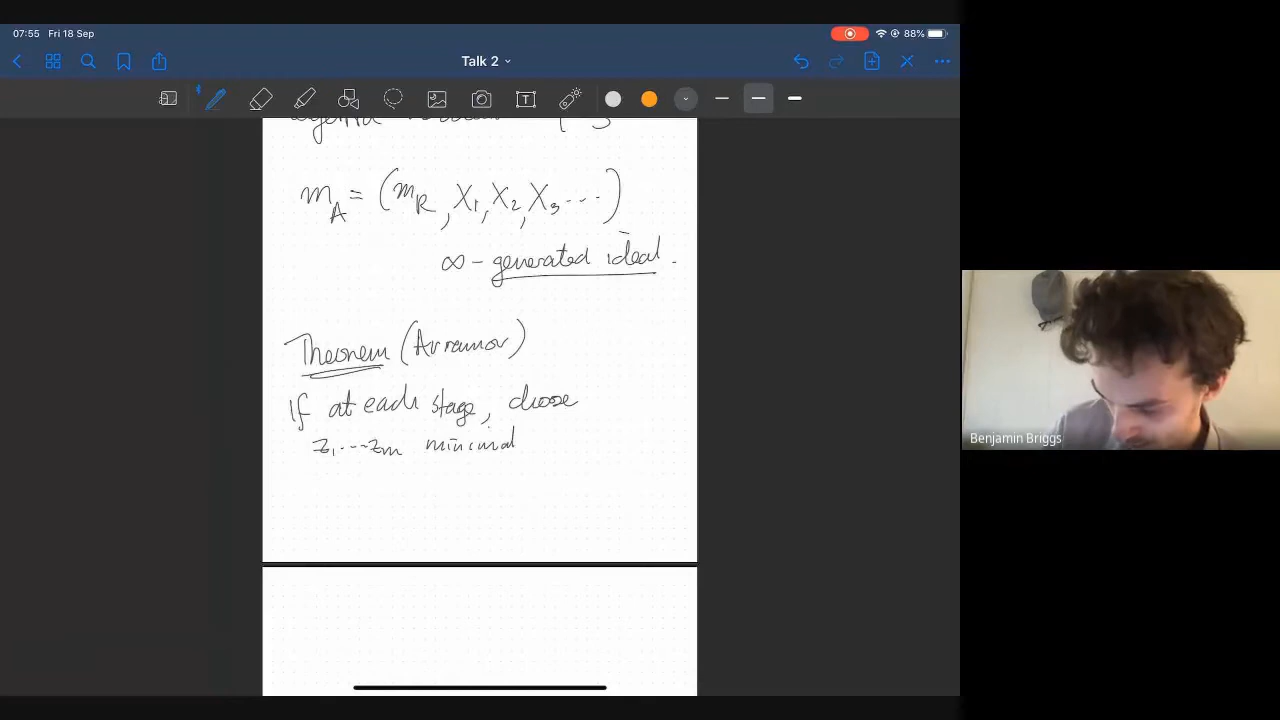 07:55 Fri 18 Sep
88%
Talk 2
m_A = (m_R, X_1, X_2, X_3 ...)
∞ - generated ideal.
Theorem (Avramov)
If at each stage, choose
z_1 ... z_m minimal
Benjamin Briggs